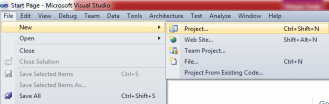 Start Page - Microsoft Visual Studio
File Edit View Debug Team Data Tools Architecture Test Analyze Window Help
New
Open
Close
Close Solution
Save Selected Items Ctrl+S
Save Selected Items As...
Save All Ctrl+Shift+S
Project... Ctrl+Shift+N
Web Site... Shift+Alt+N
Team Project...
File... Ctrl+N
Project From Existing Code...